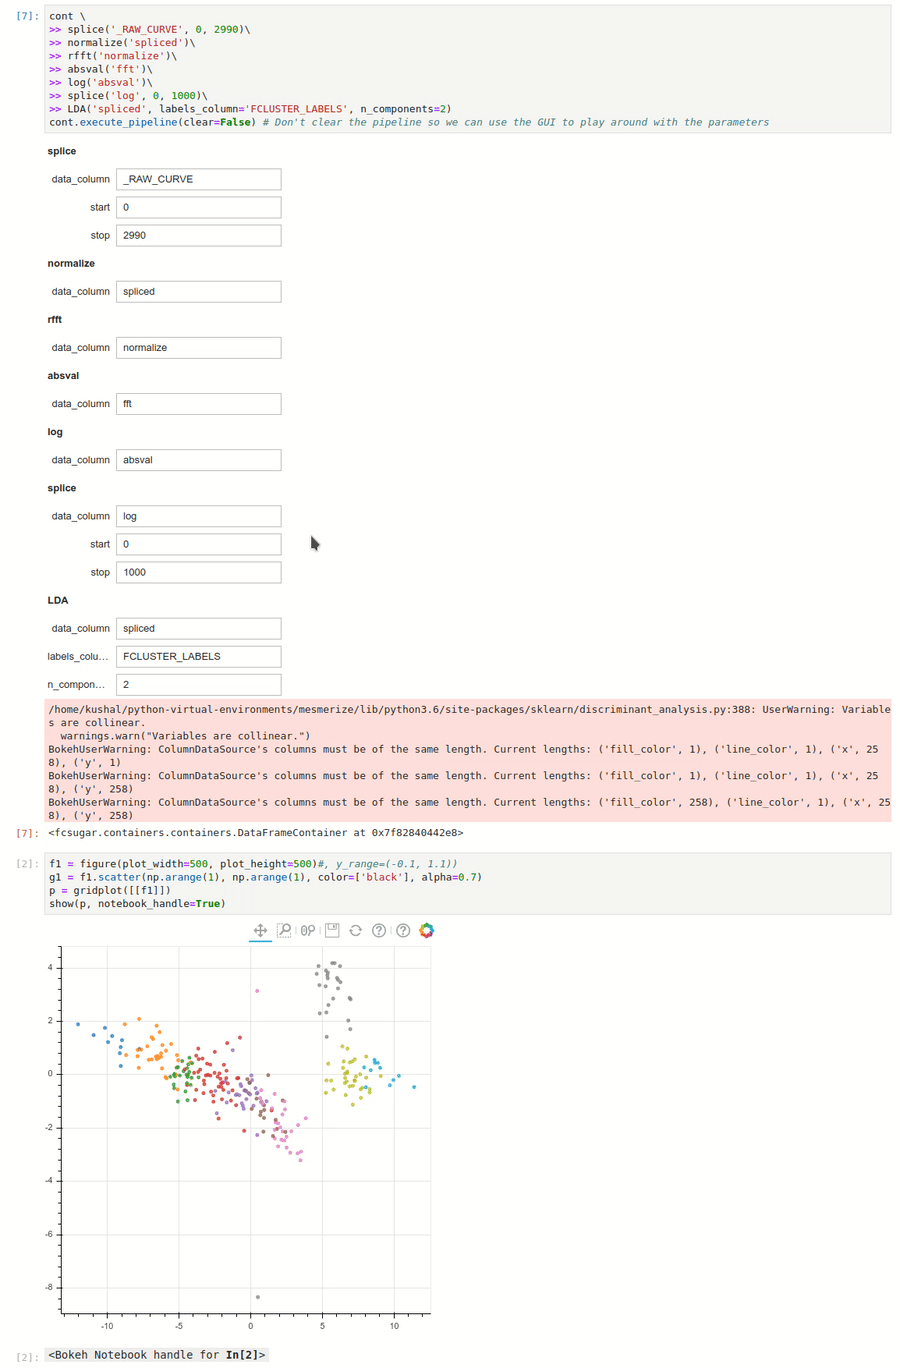 [7]: cont \
>> splice('_RAW_CURVE', 0, 2990)\
>> normalize('spliced')\
>> rfft('normalize')\
>> absval('fft')\
>> log('absval')\
>> splice('log', 0, 1000)\
>> LDA('spliced', labels_column='FCLUSTER_LABELS', n_components=2)
cont.execute_pipeline(clear=False) # Don't clear the pipeline so we can use the GUI to play around with the parameters
splice
data_column _RAW_CURVE
start 0
stop 2990
normalize
data_column spliced
rfft
data_column normalize
absval
data_column fft
log
data_column absval
splice
data_column log
start 0
stop 1000
LDA
data_column spliced
labels_colu... FCLUSTER_LABELS
n_compon... 2
/home/kushal/python-virtual-environments/mesmerize/lib/python3.6/site-packages/sklearn/discriminant_analysis.py:388: UserWarning: Variable
s are collinear.
warnings.warn("Variables are collinear.")
BokehUserWarning: ColumnDataSource's columns must be of the same length. Current lengths: ('fill_color', 1), ('line_color', 1), ('x', 25
8), ('y', 1)
BokehUserWarning: ColumnDataSource's columns must be of the same length. Current lengths: ('fill_color', 1), ('line_color', 1), ('x', 25
8), ('y', 258)
BokehUserWarning: ColumnDataSource's columns must be of the same length. Current lengths: ('fill_color', 258), ('line_color', 1), ('x', 25
8), ('y', 258)
[7]: <fcsugar.containers.containers.DataFrameContainer at 0x7f82840442e8>
[2]: f1 = figure(plot_width=500, plot_height=500)#, y_range=(-0.1, 1.1))
g1 = f1.scatter(np.arange(1), np.arange(1), color=['black'], alpha=0.7)
p = gridplot([[f1]])
show(p, notebook_handle=True)
4
2
0
-2
-4
-6
-8
-10 -5 0 5 10
[2]: <Bokeh Notebook handle for In[2]>